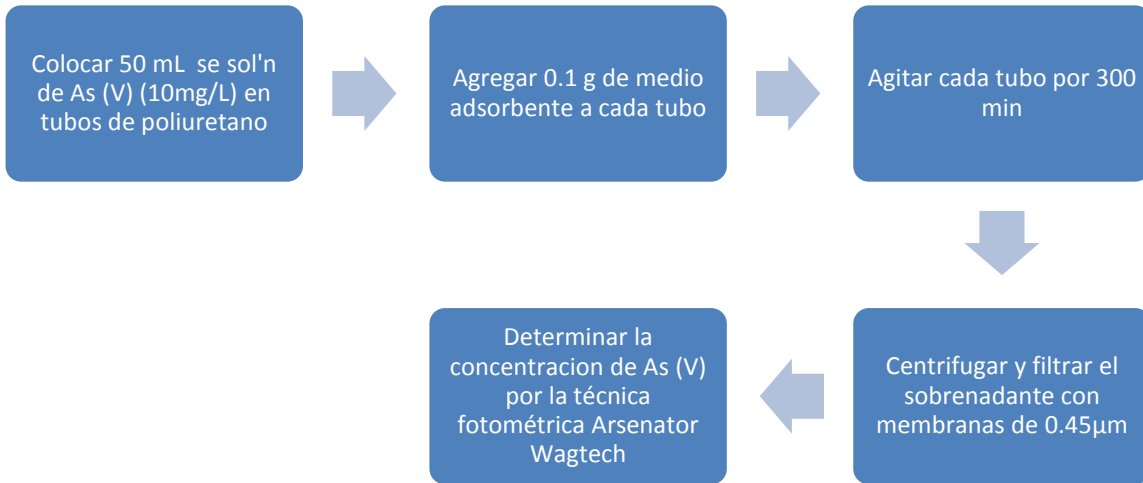 Colocar 50 mL  se sol'n
de As (V) (10mg/L) en
tubos de poliuretano
Agregar 0.1 g de medio
adsorbente a cada tubo
Agitar cada tubo por 300
min
Centrifugar y filtrar el
sobrenadante con
membranas de 0.45µm
Determinar la
concentracion de As (V)
por la técnica
fotométrica Arsenator
Wagtech